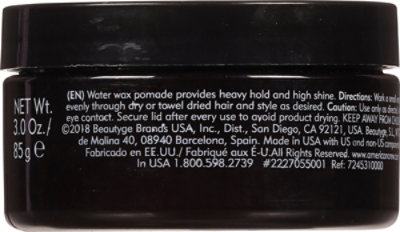 NET Wt.
3.0 Oz./
85g e
(EN) Water wax pomade provides heavy hold and high shine. Directions: Work a small
evenly through dry or towel dried hair and style as desired. Caution: Use only as
eye contact. Secure lid after every use to avoid product drying. KEEP AWAY FROM
©2018 Beautyge Brands USA, Inc., Dist., San Diego, CA USA. Beautyge, S.L.
de Molina 40, 08940 Barcelona, Spain. Made in USA with US and non-US
Fabricado en EE.UU./ Fabriqué aux É-U.All Rights Reserved.
In USA 1.800.598.2739 #2227055001 Ref: 7245310000